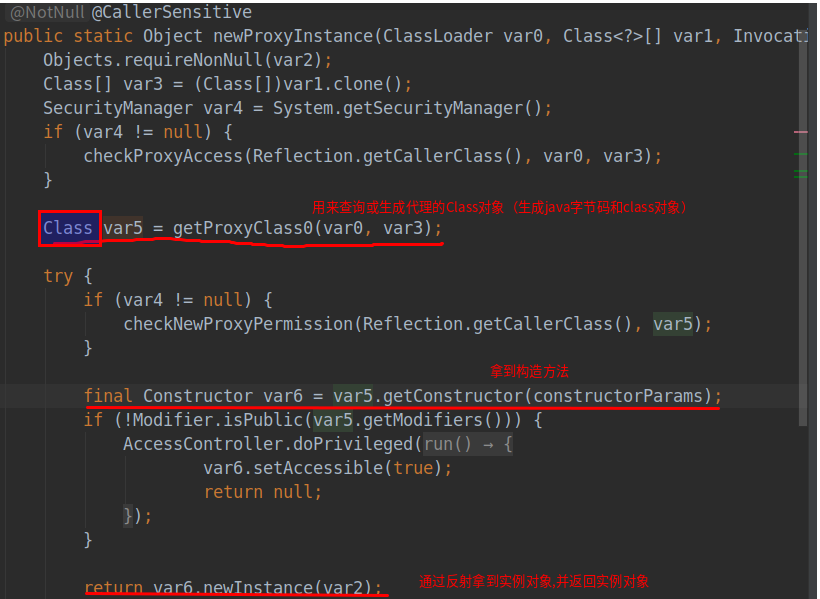 @NotNull @CallerSensitive
public static Object newProxyInstance(ClassLoader var0, Class<?>[] var1, Invocati
Objects.requireNonNull(var2);
Class[] var3 = (Class[])var1.clone();
SecurityManager var4 = System.getSecurityManager();
if (var4 != null) {
checkProxyAccess(Reflection.getCallerClass(), var0, var3);
}
用来查询或生成代理的Class对象（生成java字节码和class对象）
Class var5 = getProxyClass0(var0, var3);
try {
if (var4 != null) {
checkNewProxyPermission(Reflection.getCallerClass(), var5);
}
拿到构造方法
final Constructor var6 = var5.getConstructor(constructorParams);
if (!Modifier.isPublic(var5.getModifiers())) {
AccessController.doPrivileged(run() → {
var6.setAccessible(true);
return null;
});
}
return var6.newInstance(var2); 通过反射拿到实例对象,并返回实例对象